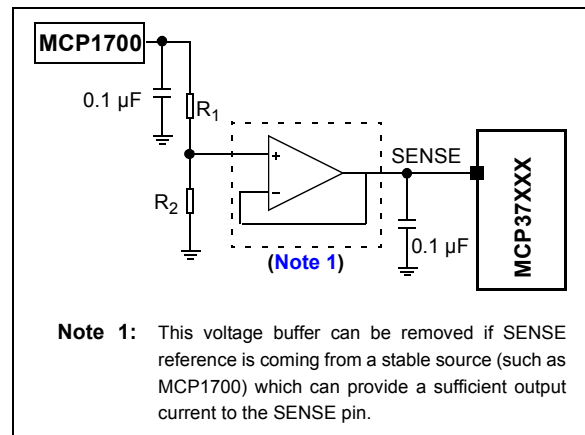 MCP1700
0.1 µF
R1
+
SENSE
–
R2
0.1 µF
MCP37XXX
(Note 1)
Note 1: This voltage buffer can be removed if SENSE
reference is coming from a stable source (such as
MCP1700) which can provide a sufficient output
current to the SENSE pin.